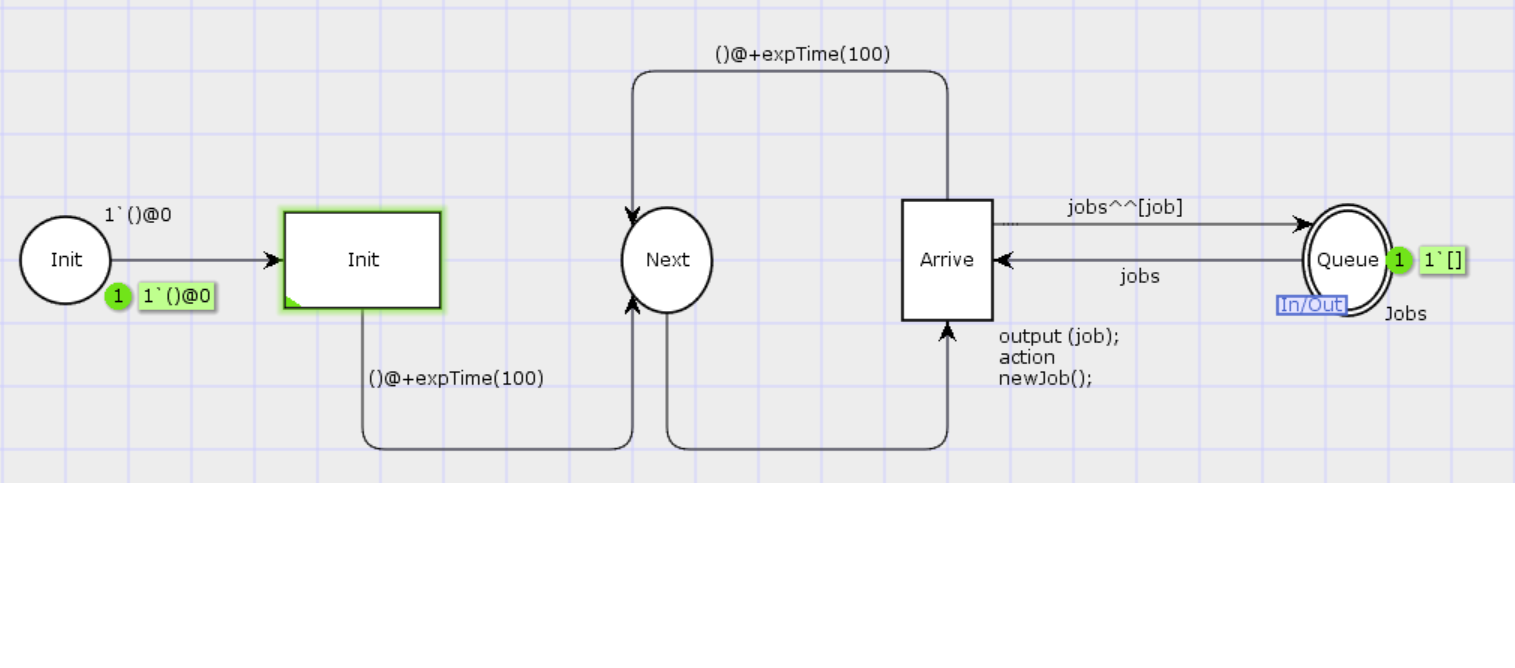 ()@+expTime(100)
1`()@0
Init
1 1`()@0
Init
()@+expTime(100)
Next
Arrive
jobs^^[job]
jobs
output (job);
action
newJob();
Queue
1 1`[]
In/Out
Jobs